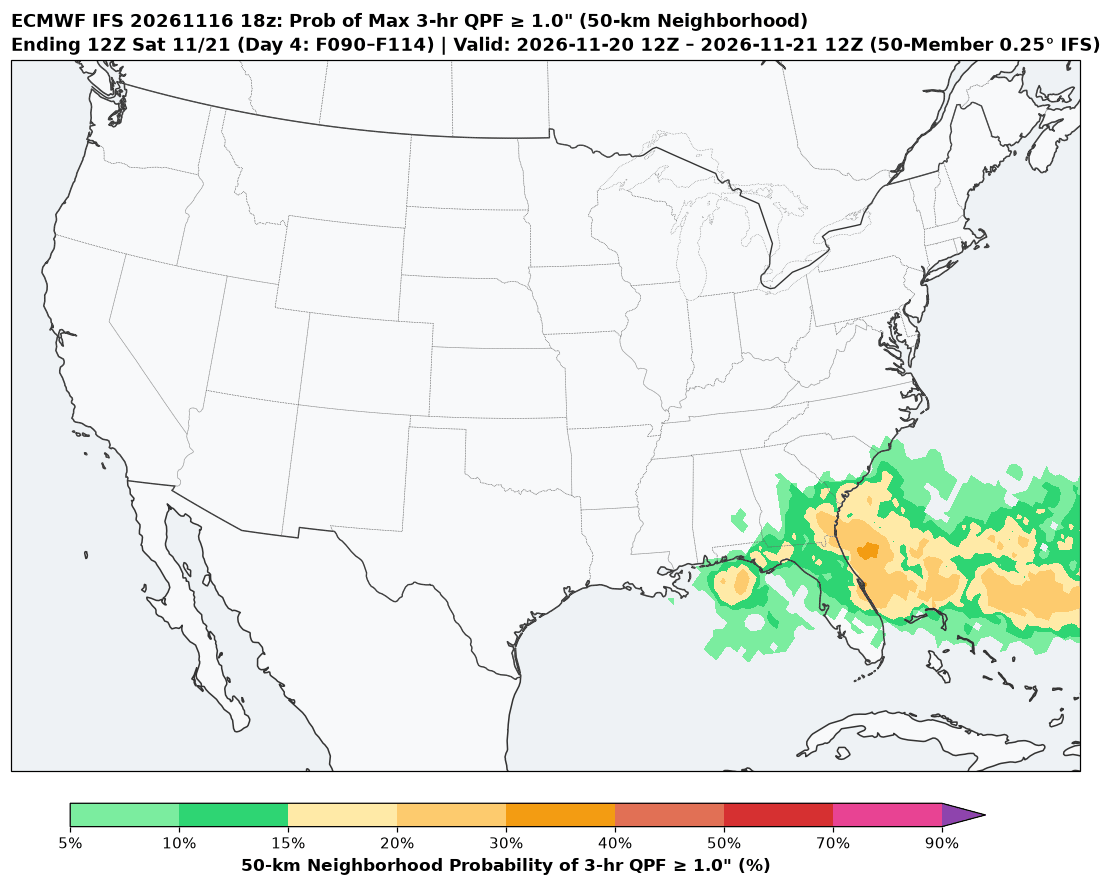 ECMWF IFS 20261116 18z: Prob of Max 3-hr QPF ≥ 1.0" (50-km Neighborhood)
Ending 12Z Sat 11/21 (Day 4: F090–F114) | Valid: 2026-11-20 12Z – 2026-11-21 12Z (50-Member 0.25° IFS)
5% 10% 15% 20% 30% 40% 50% 70% 90%
50-km Neighborhood Probability of 3-hr QPF ≥ 1.0" (%)